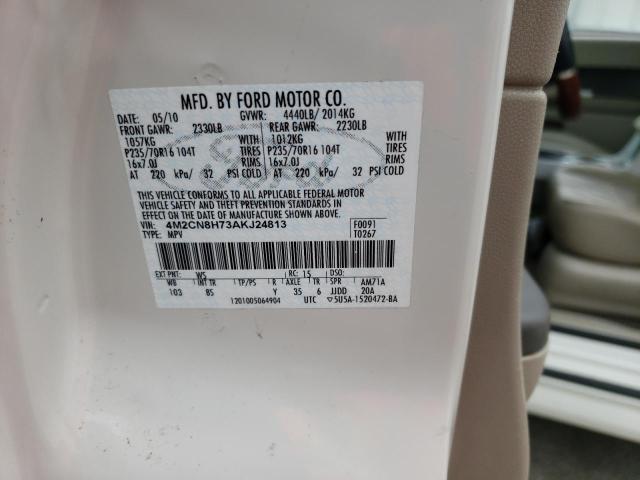 MFD. BY FORD MOTOR CO.
DATE: 05/10 GVWR: 4440LB/ 2014KG
FRONT GAWR: 2330LB REAR GAWR: 2230LB
1057KG WITH 1012KG WITH
P235/70R16 104T TIRES P235/70R16 104T TIRES
16x7.0J RIMS 16x7.0J RIMS
AT 220 kPa/ 32 PSI COLD AT 220 kPa/ 32 PSI COLD
THIS VEHICLE CONFORMS TO ALL APPLICABLE FEDERAL MOTOR
VEHICLE SAFETY AND THEFT PREVENTION STANDARDS IN
EFFECT ON THE DATE OF MANUFACTURE SHOWN ABOVE.
VIN: 4M2CN8H73AKJ24813 F0091
TYPE: MPV T0267
EXT PNT: WS RC: 15 DSO:
WB INT TR TP/PS R AXLE TR SPR AM71A
103 8S Y 35 6 JJDD 20A
1201005064904 UTC ▽5U5A-1520472-BA